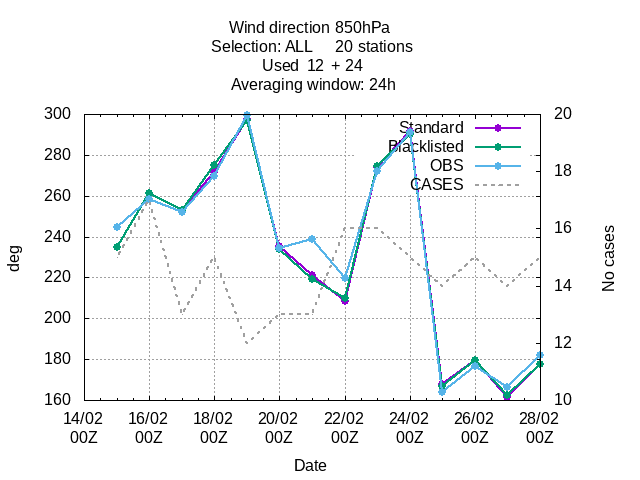 Wind direction 850hPa
Selection: ALL     20 stations
Used  12 + 24
Averaging window: 24h
300
280
260
240
220
200
180
160
deg
20
18
16
14
12
10
No cases
Standard
Blacklisted
OBS
CASES
14/02 16/02 18/02 20/02 22/02 24/02 26/02 28/02
00Z 00Z 00Z 00Z 00Z 00Z 00Z 00Z
Date